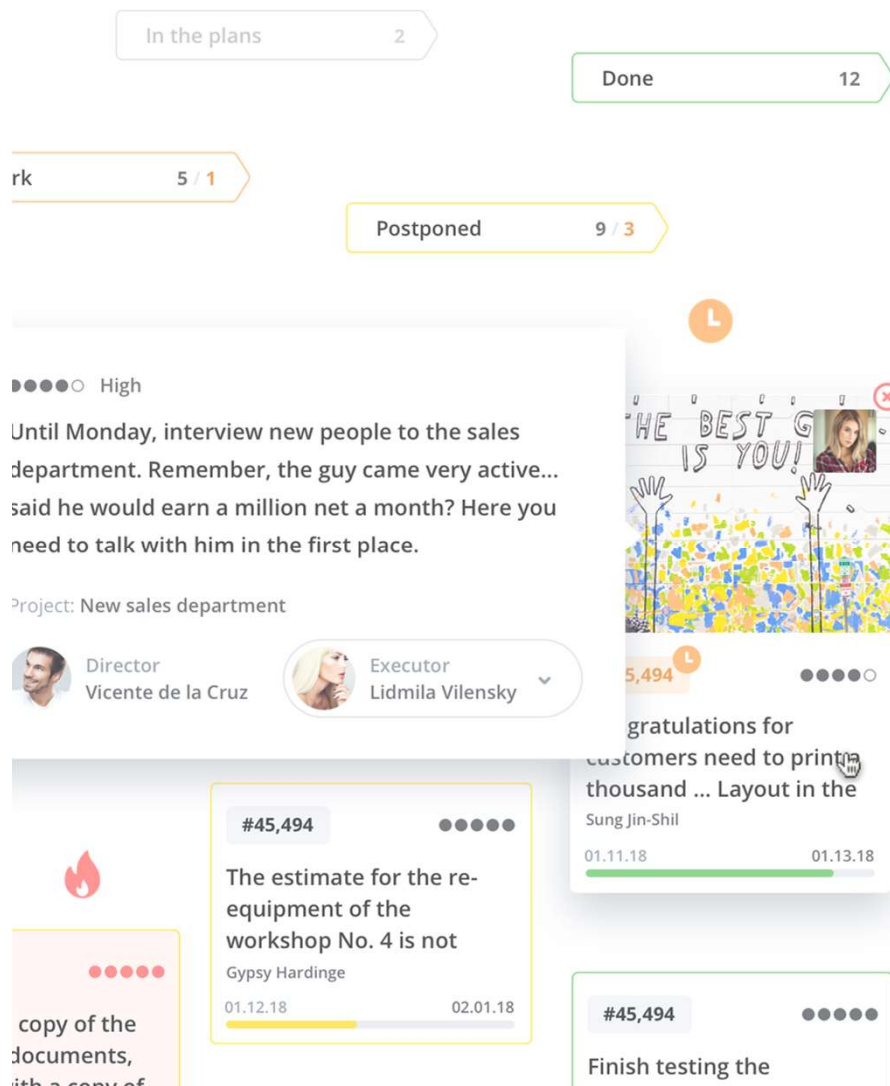 In the plans 2
Done 12
rk 5 / 1
Postponed 9 / 3
High
Until Monday, interview new people to the sales
department. Remember, the guy came very active...
said he would earn a million net a month? Here you
need to talk with him in the first place.
Project: New sales department
Director
Vicente de la Cruz
Executor
Lidmila Vilensky
THE BEST G
IS YOU!
5,494
gratulations for
customers need to print a
thousand ... Layout in the
Sung Jin-Shil
01.11.18 01.13.18
#45,494
The estimate for the re-
equipment of the
workshop No. 4 is not
Gypsy Hardinge
01.12.18 02.01.18
copy of the
documents,
with a copy of
#45,494
Finish testing the